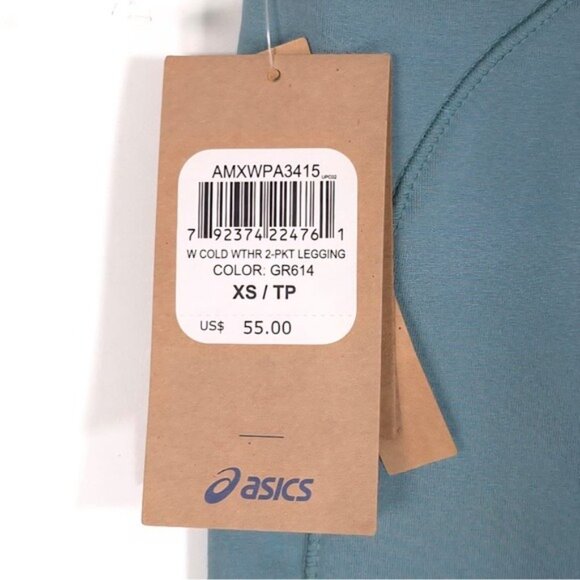 AMXWPA3415
UPC02
7 92374 22476 1
W COLD WTHR 2-PKT LEGGING
COLOR: GR614
XS / TP
US$ 55.00
asics